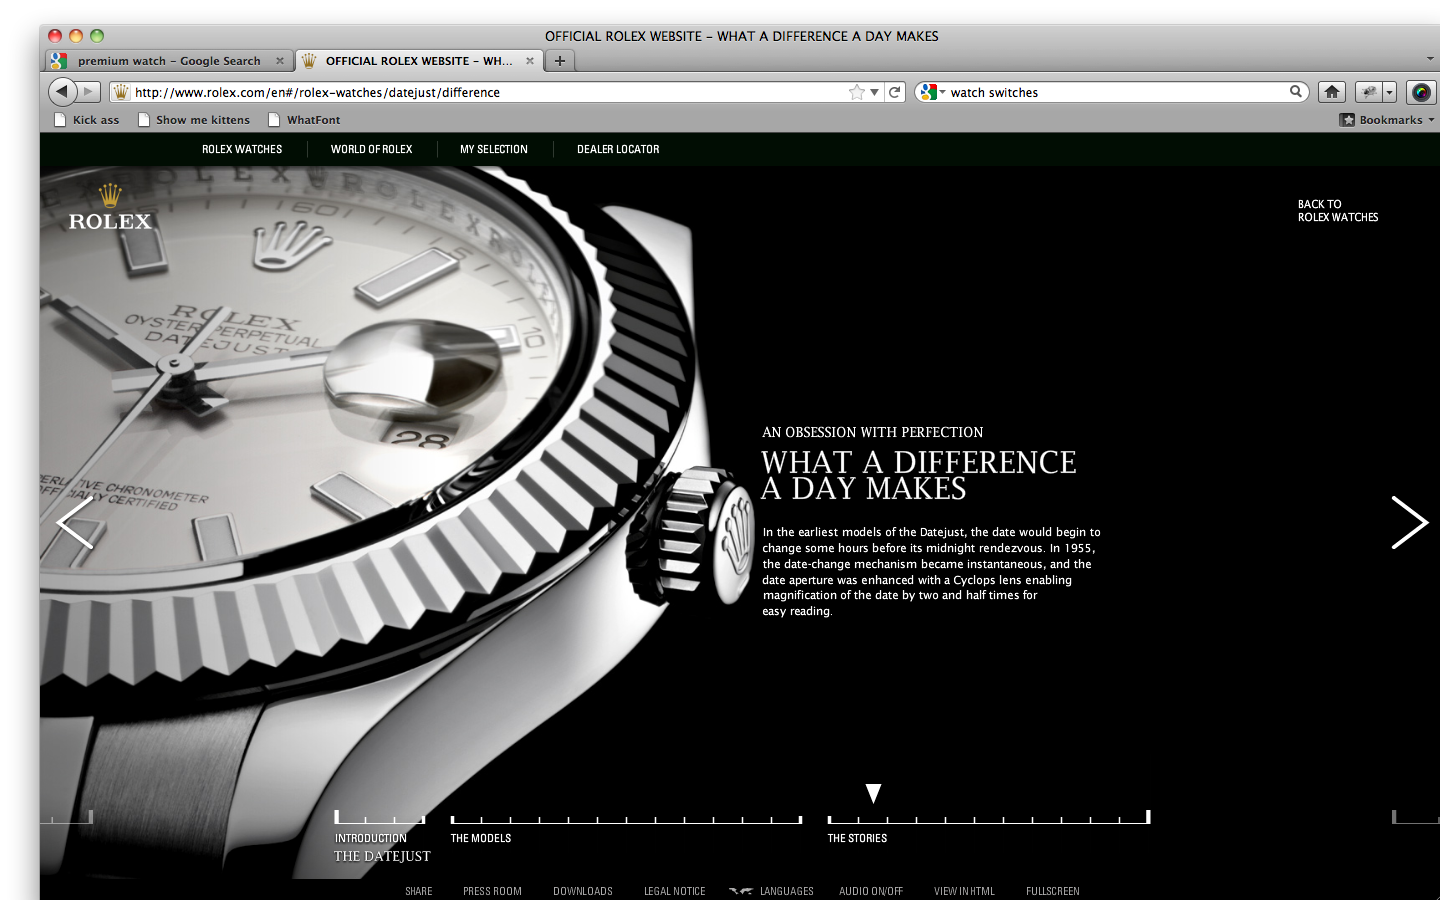 OFFICIAL ROLEX WEBSITE – WHAT A DIFFERENCE A DAY MAKES
premium watch – Google Search
OFFICIAL ROLEX WEBSITE – WH...
http://www.rolex.com/en#/rolex-watches/datejust/difference
watch switches
Kick ass
Show me kittens
WhatFont
Bookmarks
ROLEX WATCHES
WORLD OF ROLEX
MY SELECTION
DEALER LOCATOR
ROLEX
BACK TO
ROLEX WATCHES
60
5
10
ROLEX
OYSTER PERPETUAL
DATEJUST
28
CHRONOMETER
OFFICIALLY CERTIFIED
AN OBSESSION WITH PERFECTION
WHAT A DIFFERENCE
A DAY MAKES
In the earliest models of the Datejust, the date would begin to
change some hours before its midnight rendezvous. In 1955,
the date-change mechanism became instantaneous, and the
date aperture was enhanced with a Cyclops lens enabling
magnification of the date by two and half times for
easy reading.
INTRODUCTION
THE DATEJUST
THE MODELS
THE STORIES
SHARE
PRESS ROOM
DOWNLOADS
LEGAL NOTICE
LANGUAGES
AUDIO ON/OFF
VIEW IN HTML
FULLSCREEN